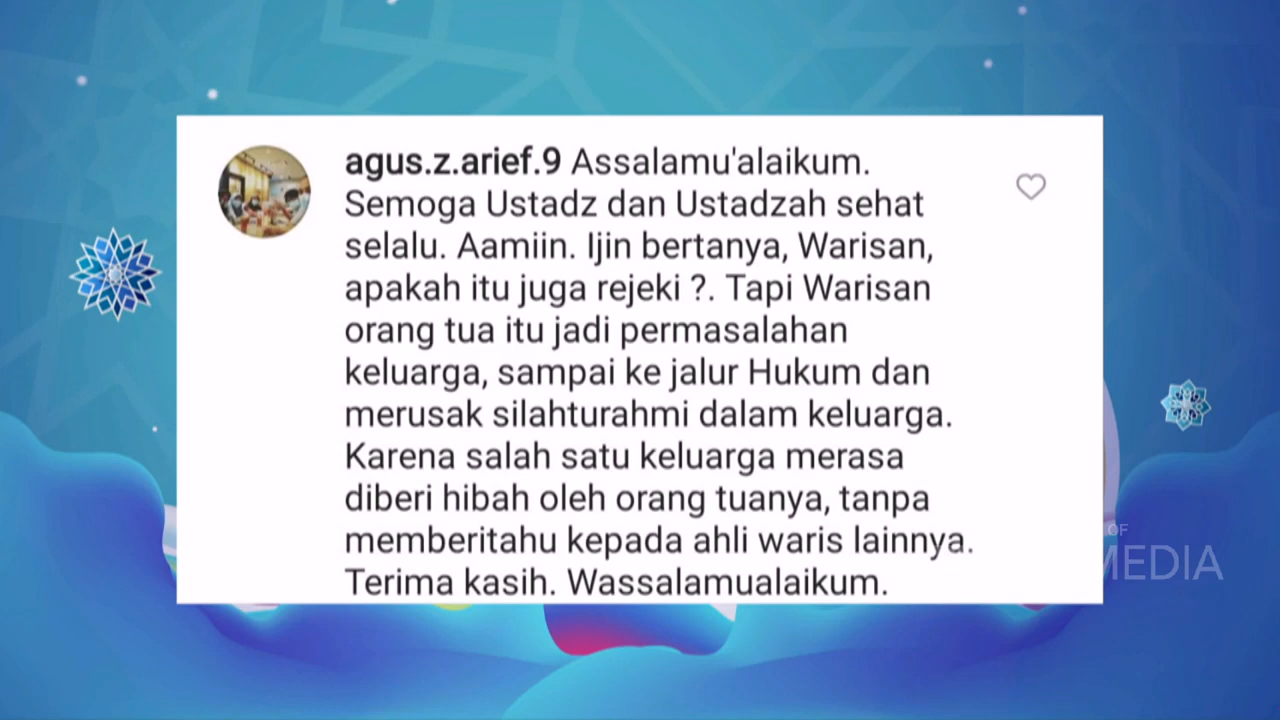 agus.z.arief.9 Assalamu'alaikum.
Semoga Ustadz dan Ustadzah sehat
selalu. Aamiin. Ijin bertanya, Warisan,
apakah itu juga rejeki ?. Tapi Warisan
orang tua itu jadi permasalahan
keluarga, sampai ke jalur Hukum dan
merusak silahturahmi dalam keluarga.
Karena salah satu keluarga merasa
diberi hibah oleh orang tuanya, tanpa
memberitahu kepada ahli waris lainnya.
Terima kasih. Wassalamualaikum.
OF
MEDIA